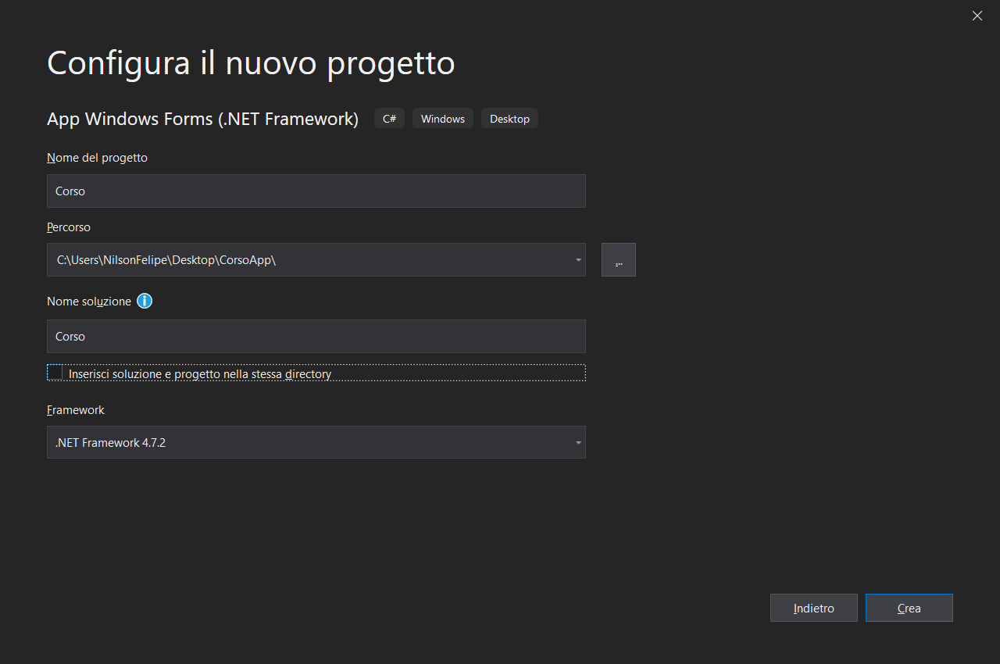 Configura il nuovo progetto
App Windows Forms (.NET Framework) C# Windows Desktop
Nome del progetto
Corso
Percorso
C:\Users\NilsonFelipe\Desktop\CorsoApp\ ...
Nome soluzione
Corso
Inserisci soluzione e progetto nella stessa directory
Framework
.NET Framework 4.7.2
Indietro Crea